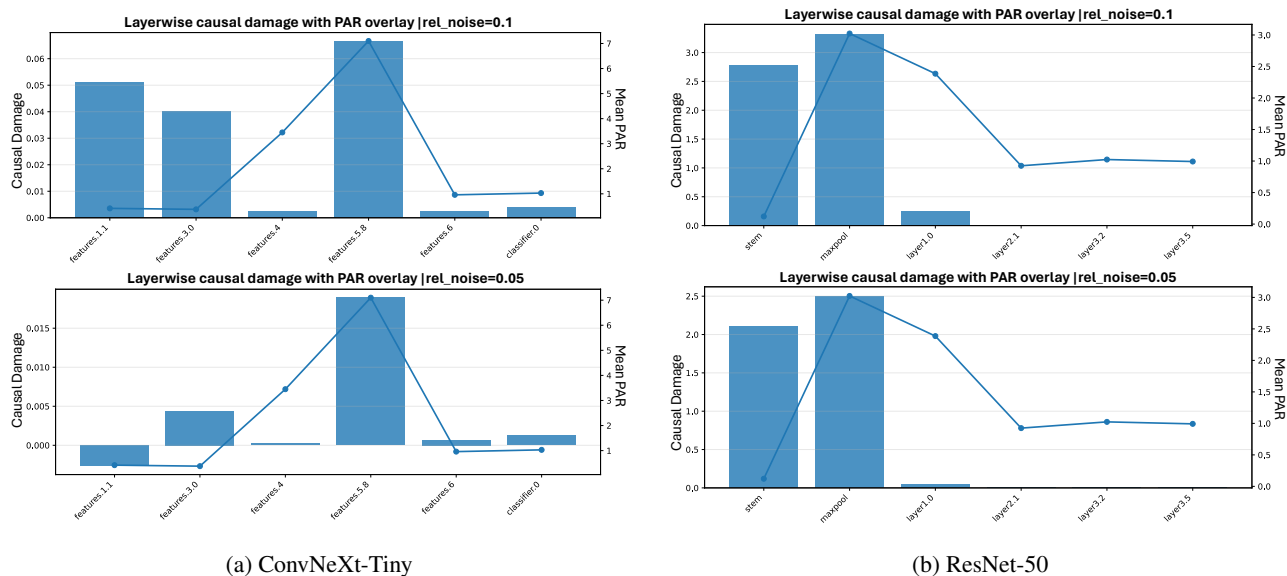 Layerwise causal damage with PAR overlay |rel_noise=0.1
Causal Damage
0.06
0.05
0.04
0.03
0.02
0.01
0.00
7
6
5
4
3
2
1
Mean PAR
features.1.1
features.3.0
features.4
features.5.8
features.6
classifier.0
Layerwise causal damage with PAR overlay |rel_noise=0.05
Causal Damage
0.015
0.010
0.005
0.000
7
6
5
4
3
2
1
Mean PAR
features.1.1
features.3.0
features.4
features.5.8
features.6
classifier.0
(a) ConvNeXt-Tiny
Layerwise causal damage with PAR overlay |rel_noise=0.1
Causal Damage
3.0
2.5
2.0
1.5
1.0
0.5
0.0
3.0
2.5
2.0
1.5
1.0
0.5
0.0
Mean PAR
stem
maxpool
layer1.0
layer2.1
layer3.2
layer3.5
Layerwise causal damage with PAR overlay |rel_noise=0.05
Causal Damage
2.5
2.0
1.5
1.0
0.5
0.0
3.0
2.5
2.0
1.5
1.0
0.5
0.0
Mean PAR
stem
maxpool
layer1.0
layer2.1
layer3.2
layer3.5
(b) ResNet-50